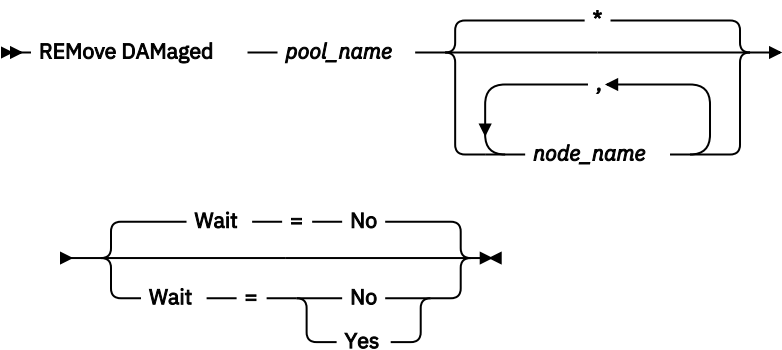 *
REMove DAMaged pool_name
,
node_name
Wait = No
Wait = No
Yes